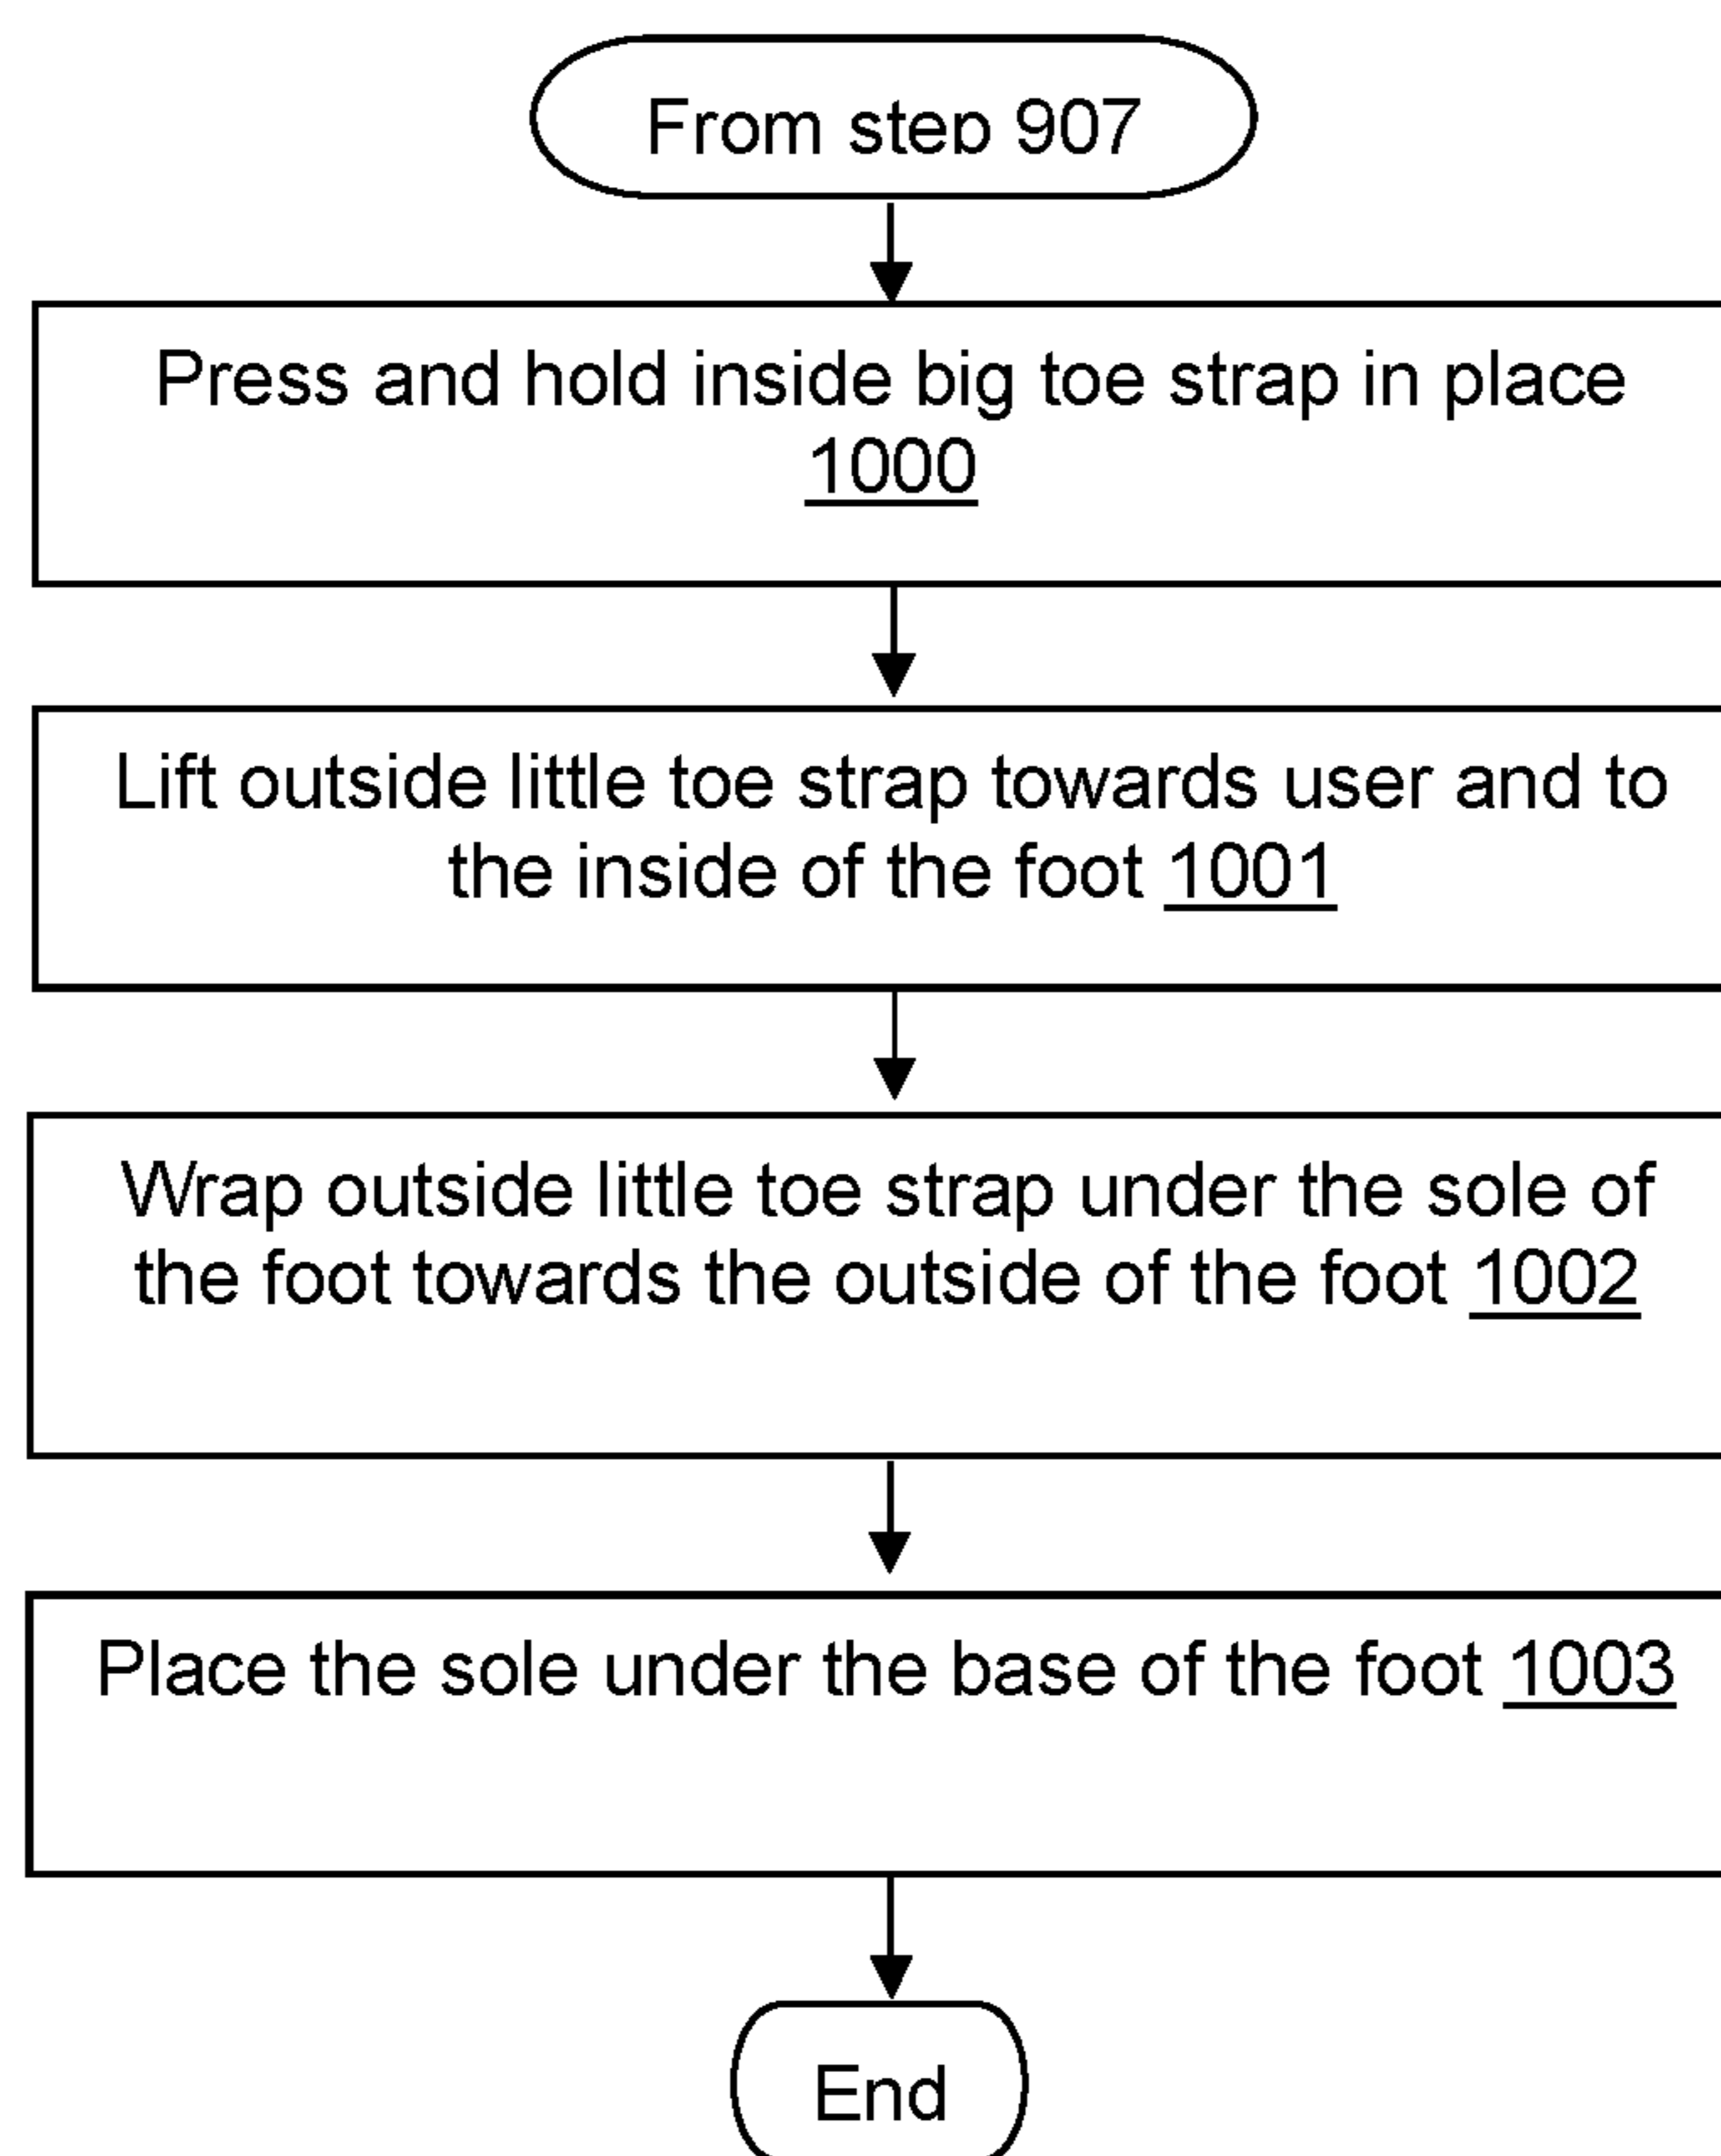 From step 907
Press and hold inside big toe strap in place
1000
Lift outside little toe strap towards user and to
the inside of the foot 1001
Wrap outside little toe strap under the sole of
the foot towards the outside of the foot 1002
Place the sole under the base of the foot 1003
End